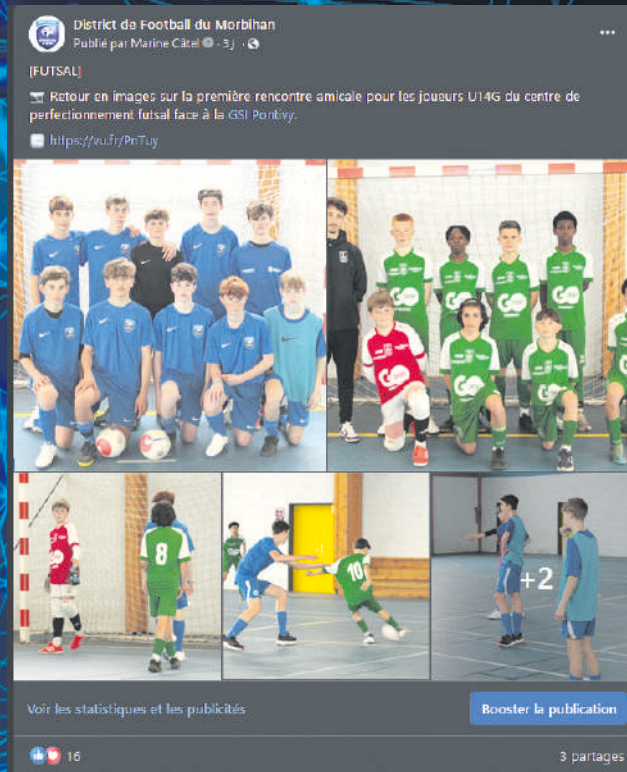 District de Football du Morbihan
Publié par Marine Câtel · 3 j ·
[FUTSAL]
Retour en images sur la première rencontre amicale pour les joueurs U14G du centre de
perfectionnement futsal face à la GSI Pontivy.
https://vu.fr/PnTuy
8
10
+2
Voir les statistiques et les publicités
Booster la publication
16
3 partages